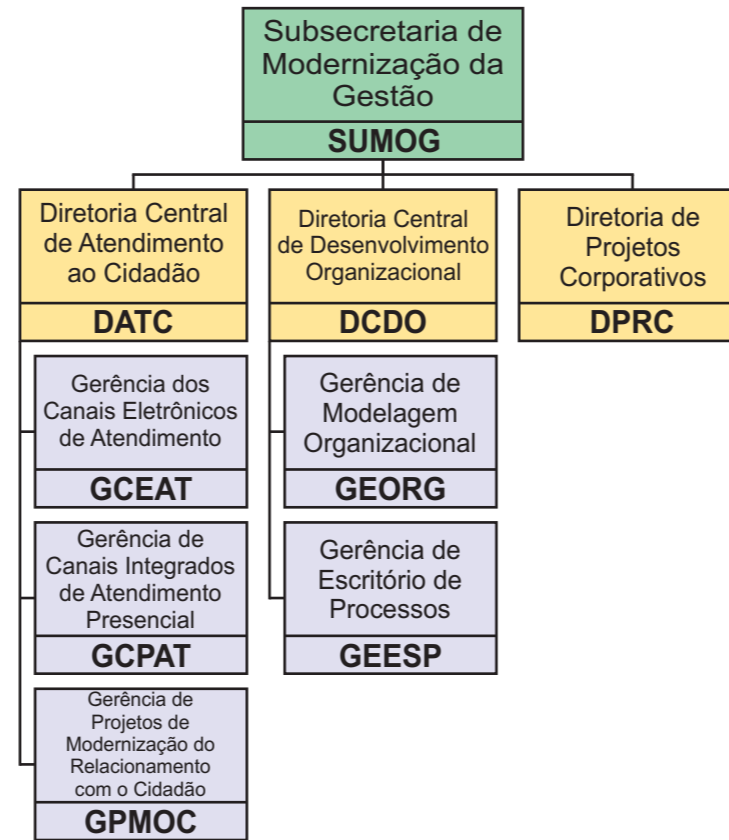 Subsecretaria de
Modernização da
Gestão
SUMOG
Diretoria Central
de Atendimento
ao Cidadão
DATC
Diretoria Central
de Desenvolvimento
Organizacional
DCDO
Diretoria de
Projetos
Corporativos
DPRC
Gerência dos
Canais Eletrônicos
de Atendimento
GCEAT
Gerência de
Modelagem
Organizacional
GEORG
Gerência de
Canais Integrados
de Atendimento
Presencial
GCPAT
Gerência de
Escritório de
Processos
GEESP
Gerência de
Projetos de
Modernização do
Relacionamento
com o Cidadão
GPMOC